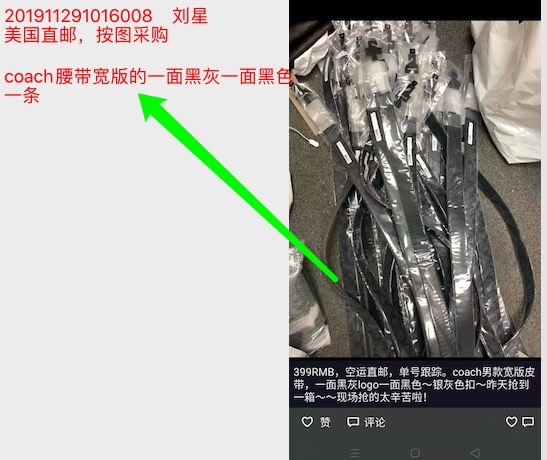 201911291016008 刘星
美国直邮，按图采购
coach腰带宽版的一面黑灰一面黑色
一条
399RMB，空运直邮，单号跟踪。coach男款宽版皮
带，一面黑灰logo一面黑色～银灰色扣～昨天抢到
一箱～～现场抢的太辛苦啦！
赞 评论